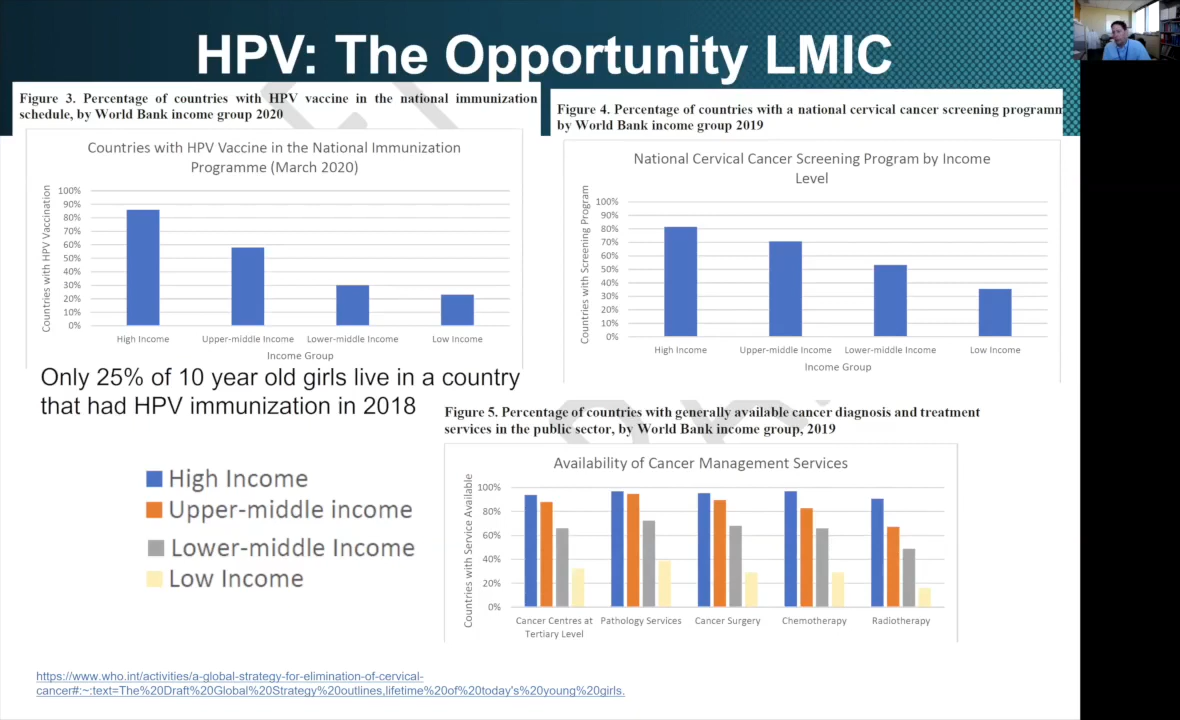 HPV: The Opportunity LMIC
Figure 3. Percentage of countries with HPV vaccine in the national immunization
schedule, by World Bank income group 2020
Countries with HPV Vaccine in the National Immunization
Programme (March 2020)
Countries with HPV Vaccination
100%
90%
80%
70%
60%
50%
40%
30%
20%
10%
0%
High Income
Upper-middle Income
Lower-middle Income
Low Income
Income Group
Figure 4. Percentage of countries with a national cervical cancer screening programm
by World Bank income group 2019
National Cervical Cancer Screening Program by Income
Level
Countries with Screening Program
100%
90%
80%
70%
60%
50%
40%
30%
20%
10%
0%
High Income
Upper-middle Income
Lower-middle Income
Low Income
Income Group
Only 25% of 10 year old girls live in a country
that had HPV immunization in 2018
High Income
Upper-middle income
Lower-middle Income
Low Income
Figure 5. Percentage of countries with generally available cancer diagnosis and treatment
services in the public sector, by World Bank income group, 2019
Availability of Cancer Management Services
Countries with Service Available
100%
80%
60%
40%
20%
0%
Cancer Centres at
Tertiary Level
Pathology Services
Cancer Surgery
Chemotherapy
Radiotherapy
https://www.who.int/activities/a-global-strategy-for-elimination-of-cervical-
cancer#:~:text=The%20Draft%20Global%20Strategy%20outlines,lifetime%20of%20today's%20young%20girls.